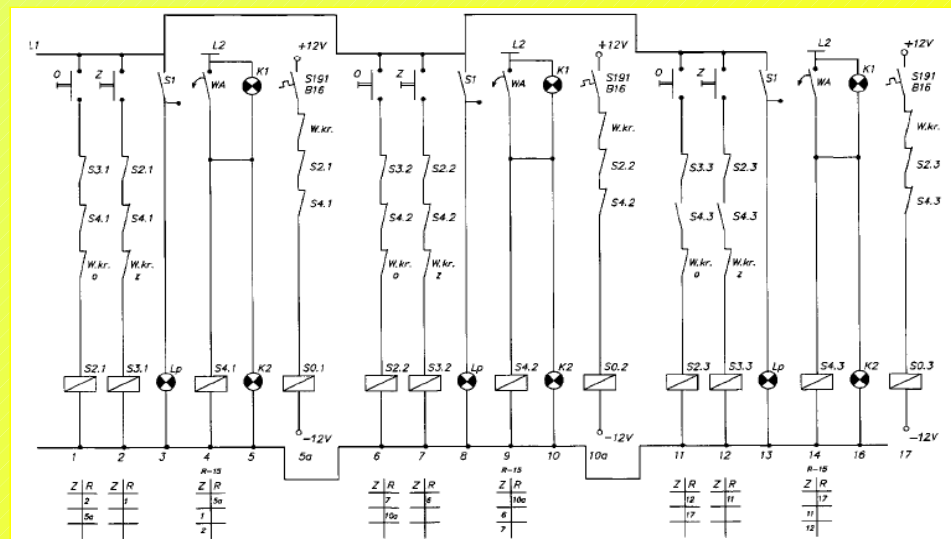 L1 L2 +12V L2 +12V L2 +12V
O Z S1 WA K1 S191 O Z S1 WA K1 S191 S1 WA K1 S191
B16 B16 B16
W.kr. W.kr. W.kr.
S3.1 S2.1 S2.1 S3.2 S2.2 S2.2 S3.3 S2.3 S2.3
S4.1 S4.1 S4.1 S4.2 S4.2 S4.2 S4.3 S4.3 S4.3
W.kr. W.kr. W.kr. W.kr. W.kr. W.kr.
o z o z o z
S2.1 S3.1 Lp S4.1 K2 S0.1 S2.2 S3.2 Lp S4.2 K2 S0.2 S2.3 S3.3 Lp S4.3 K2 S0.3
-12V -12V -12V
1 2 3 4 5 5a 6 7 8 9 10 10a 11 12 13 14 16 17
R-15 R-15 R-15
Z R Z R Z R Z R Z R Z R Z R Z R Z R
2 1 5a 7 6 10a 12 11 17
5a 1 10a 6 17 11
2 7 12